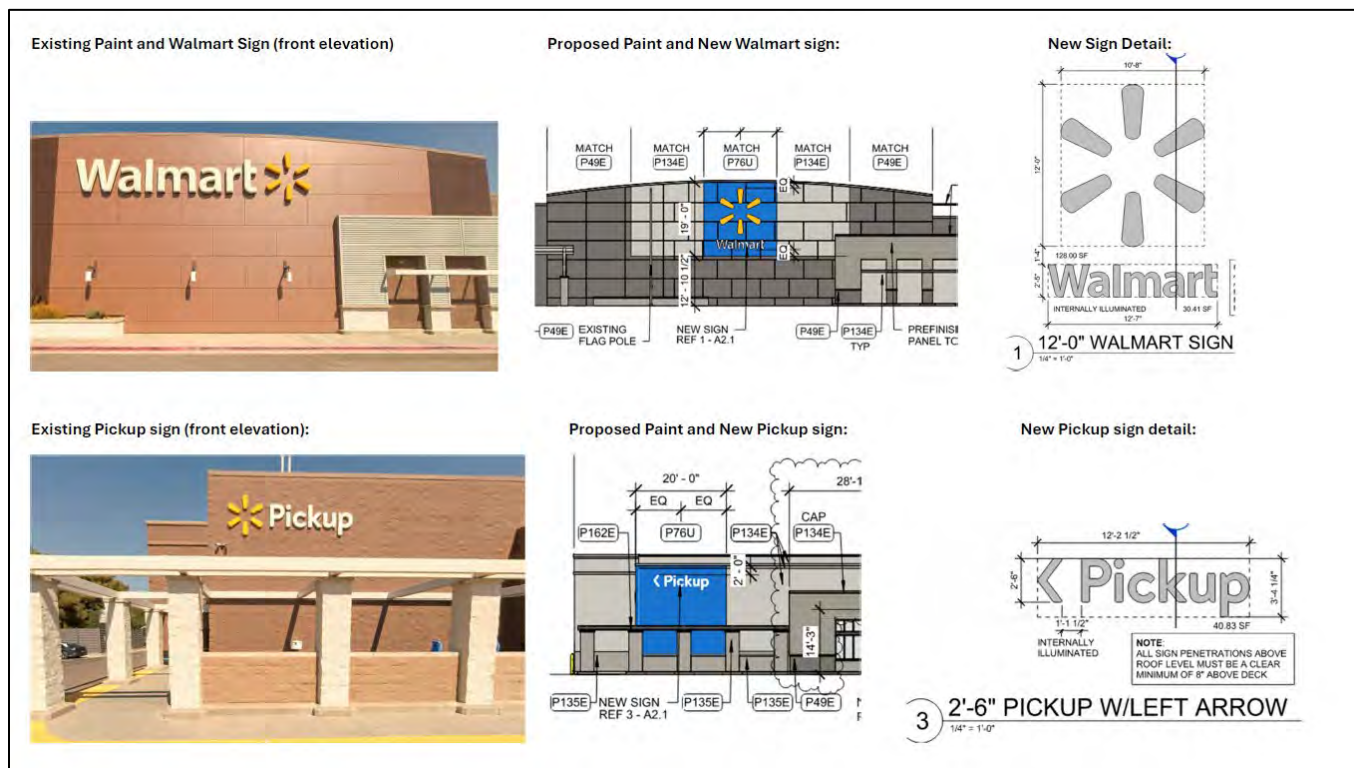 Existing Paint and Walmart Sign (front elevation)
Proposed Paint and New Walmart sign:
New Sign Detail:
Walmart
MATCH P49E
MATCH P134E
MATCH P76U
MATCH P134E
MATCH P49E
EQ
19' - 0"
Walmart
EQ
12' - 10 1/2"
P49E
EXISTING FLAG POLE
NEW SIGN
REF 1 - A2.1
P49E
P134E
TYP
PREFINISI
PANEL TC
10'-8"
12'-0"
1'-4"
128.00 SF
Walmart
INTERNALLY ILLUMINATED
30.41 SF
12'-7"
1
12'-0" WALMART SIGN
1/4" = 1'-0"
Existing Pickup sign (front elevation):
Proposed Paint and New Pickup sign:
New Pickup sign detail:
Pickup
20' - 0"
28'-1
EQ
EQ
CAP
P162E
P76U
P134E
P134E
2' - 0"
Pickup
14'-3"
P135E
NEW SIGN
REF 3 - A2.1
P135E
P49E
12'-2 1/2"
2'-6"
Pickup
3'-4 1/4"
1'-1 1/2"
40.83 SF
INTERNALLY
ILLUMINATED
NOTE:
ALL SIGN PENETRATIONS ABOVE
ROOF LEVEL MUST BE A CLEAR
MINIMUM OF 8" ABOVE DECK
3
2'-6" PICKUP W/LEFT ARROW
1/4" = 1'-0"